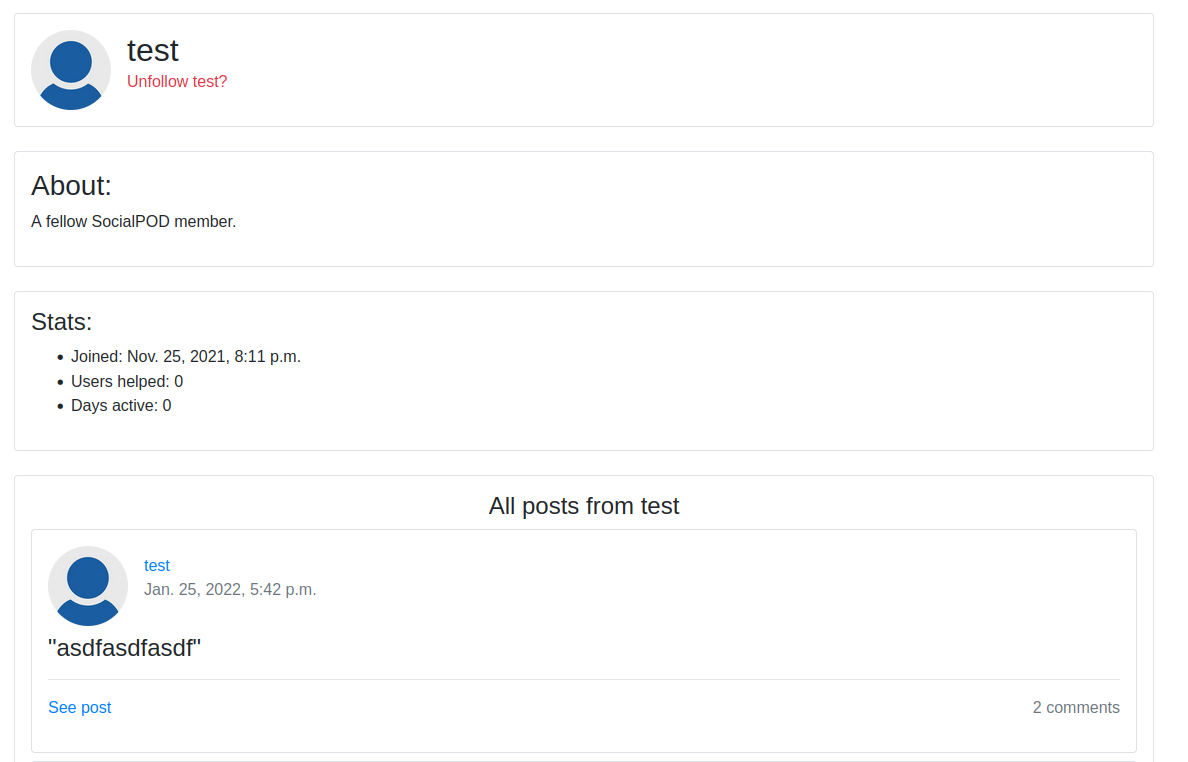 test
Unfollow test?
About:
A fellow SocialPOD member.
Stats:
Joined: Nov. 25, 2021, 8:11 p.m.
Users helped: 0
Days active: 0
All posts from test
test
Jan. 25, 2022, 5:42 p.m.
"asdfasdfasdf"
See post 2 comments